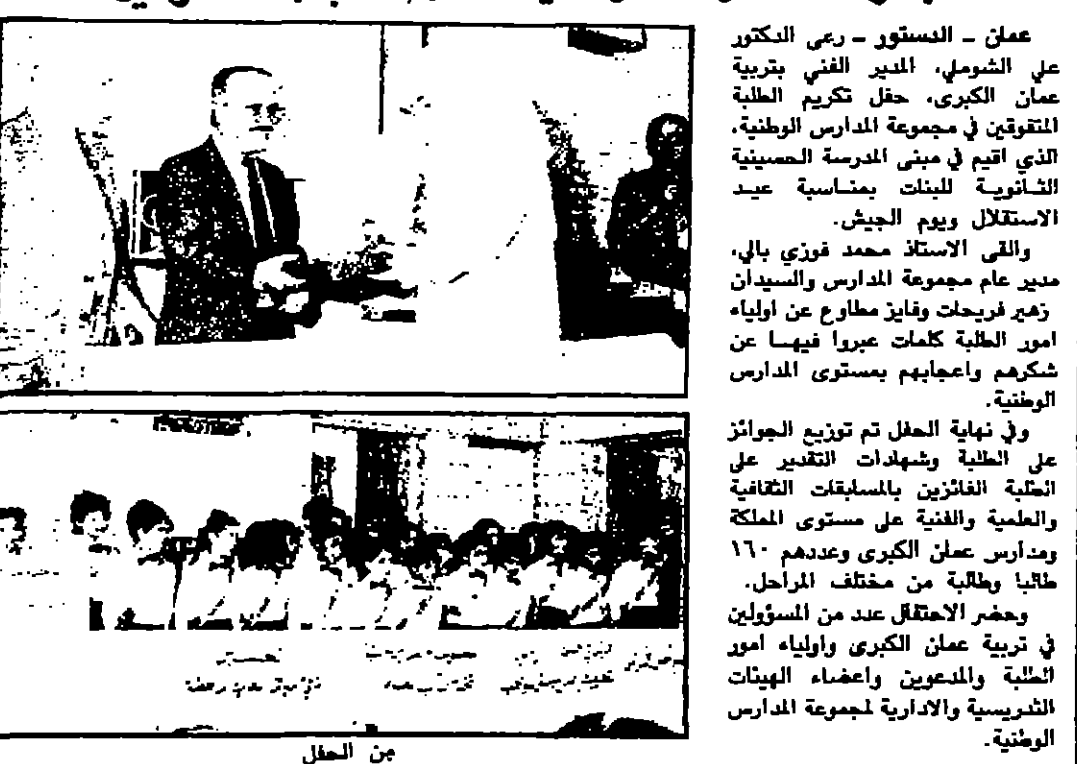 عمان ـ الدستور ـ رعى الدكتور
علي الشوملي، المدير الفني بتربية
عمان الكبرى، حفل تكريم الطلبة
المتفوقين في مجموعة المدارس الوطنية،
الذي اقيم في مبنى المدرسة الحسينية
الثـانويـة للبنات بمنـاسبة عيـد
الاستقلال ويوم الجيش.
والقى الاستاذ محمد فوزي بالي،
مدير عام مجموعة المدارس والسيدان
زهير فريحات وفايز مطاوع عن اولياء
امور الطلبة كلمات عبروا فيهـا عن
شكرهم واعجابهم بمستوى المدارس
الوطنية.
وفي نهاية الحفل تم توزيع الجوائز
على الطلبة وشهادات التقدير على
الطلبة الفائزين بالمسابقات الثقافية
والعلمية والفنية على مستوى المملكة
ومدارس عمان الكبرى وعددهم ١٦٠
طالبا وطالبة من مختلف المراحل.
وحضر الاحتفال عدد من المسؤولين
في تربية عمان الكبرى واولياء امور
الطلبة والمدعوين واعضاء الهيئات
التدريسية والادارية لمجموعة المدارس
الوطنية.
من الحفل